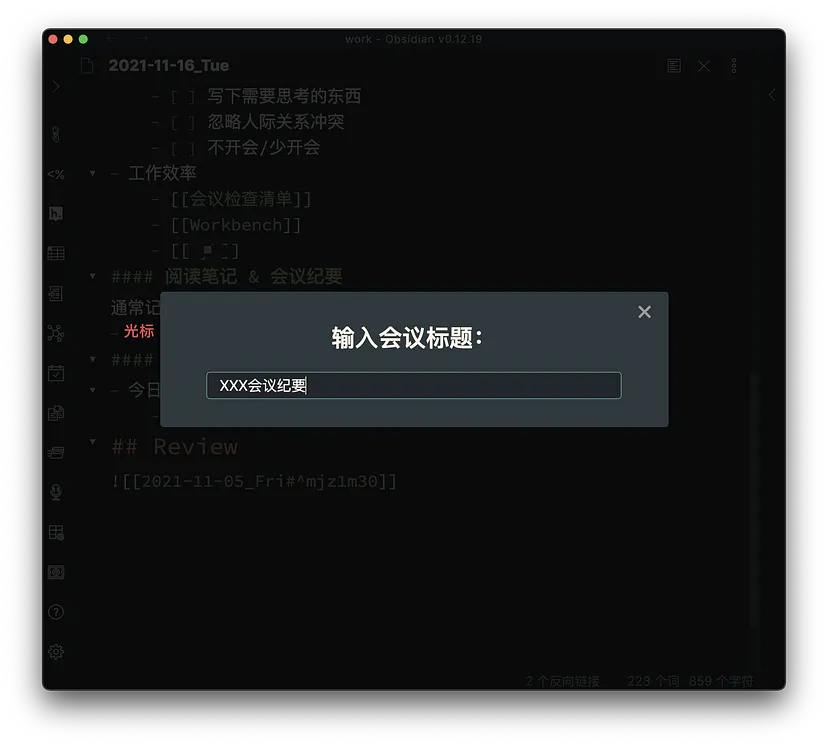 work - Obsidian v0.12.19
2021-11-16_Tue
- [ ] 写下需要思考的东西
- [ ] 忽略人际关系冲突
- [ ] 不开会/少开会
<%
- 工作效率
h.
- [[会议检查清单]]
- [[Workbench]]
- [[ ]]
#### 阅读笔记 & 会议纪要
通常记
输入会议标题：
- 光标
####
XXX会议纪要
- 今日
-
## Review
![[2021-11-05_Fri#^mjz1m30]]
2 个反向链接 223 个词 859 个字符